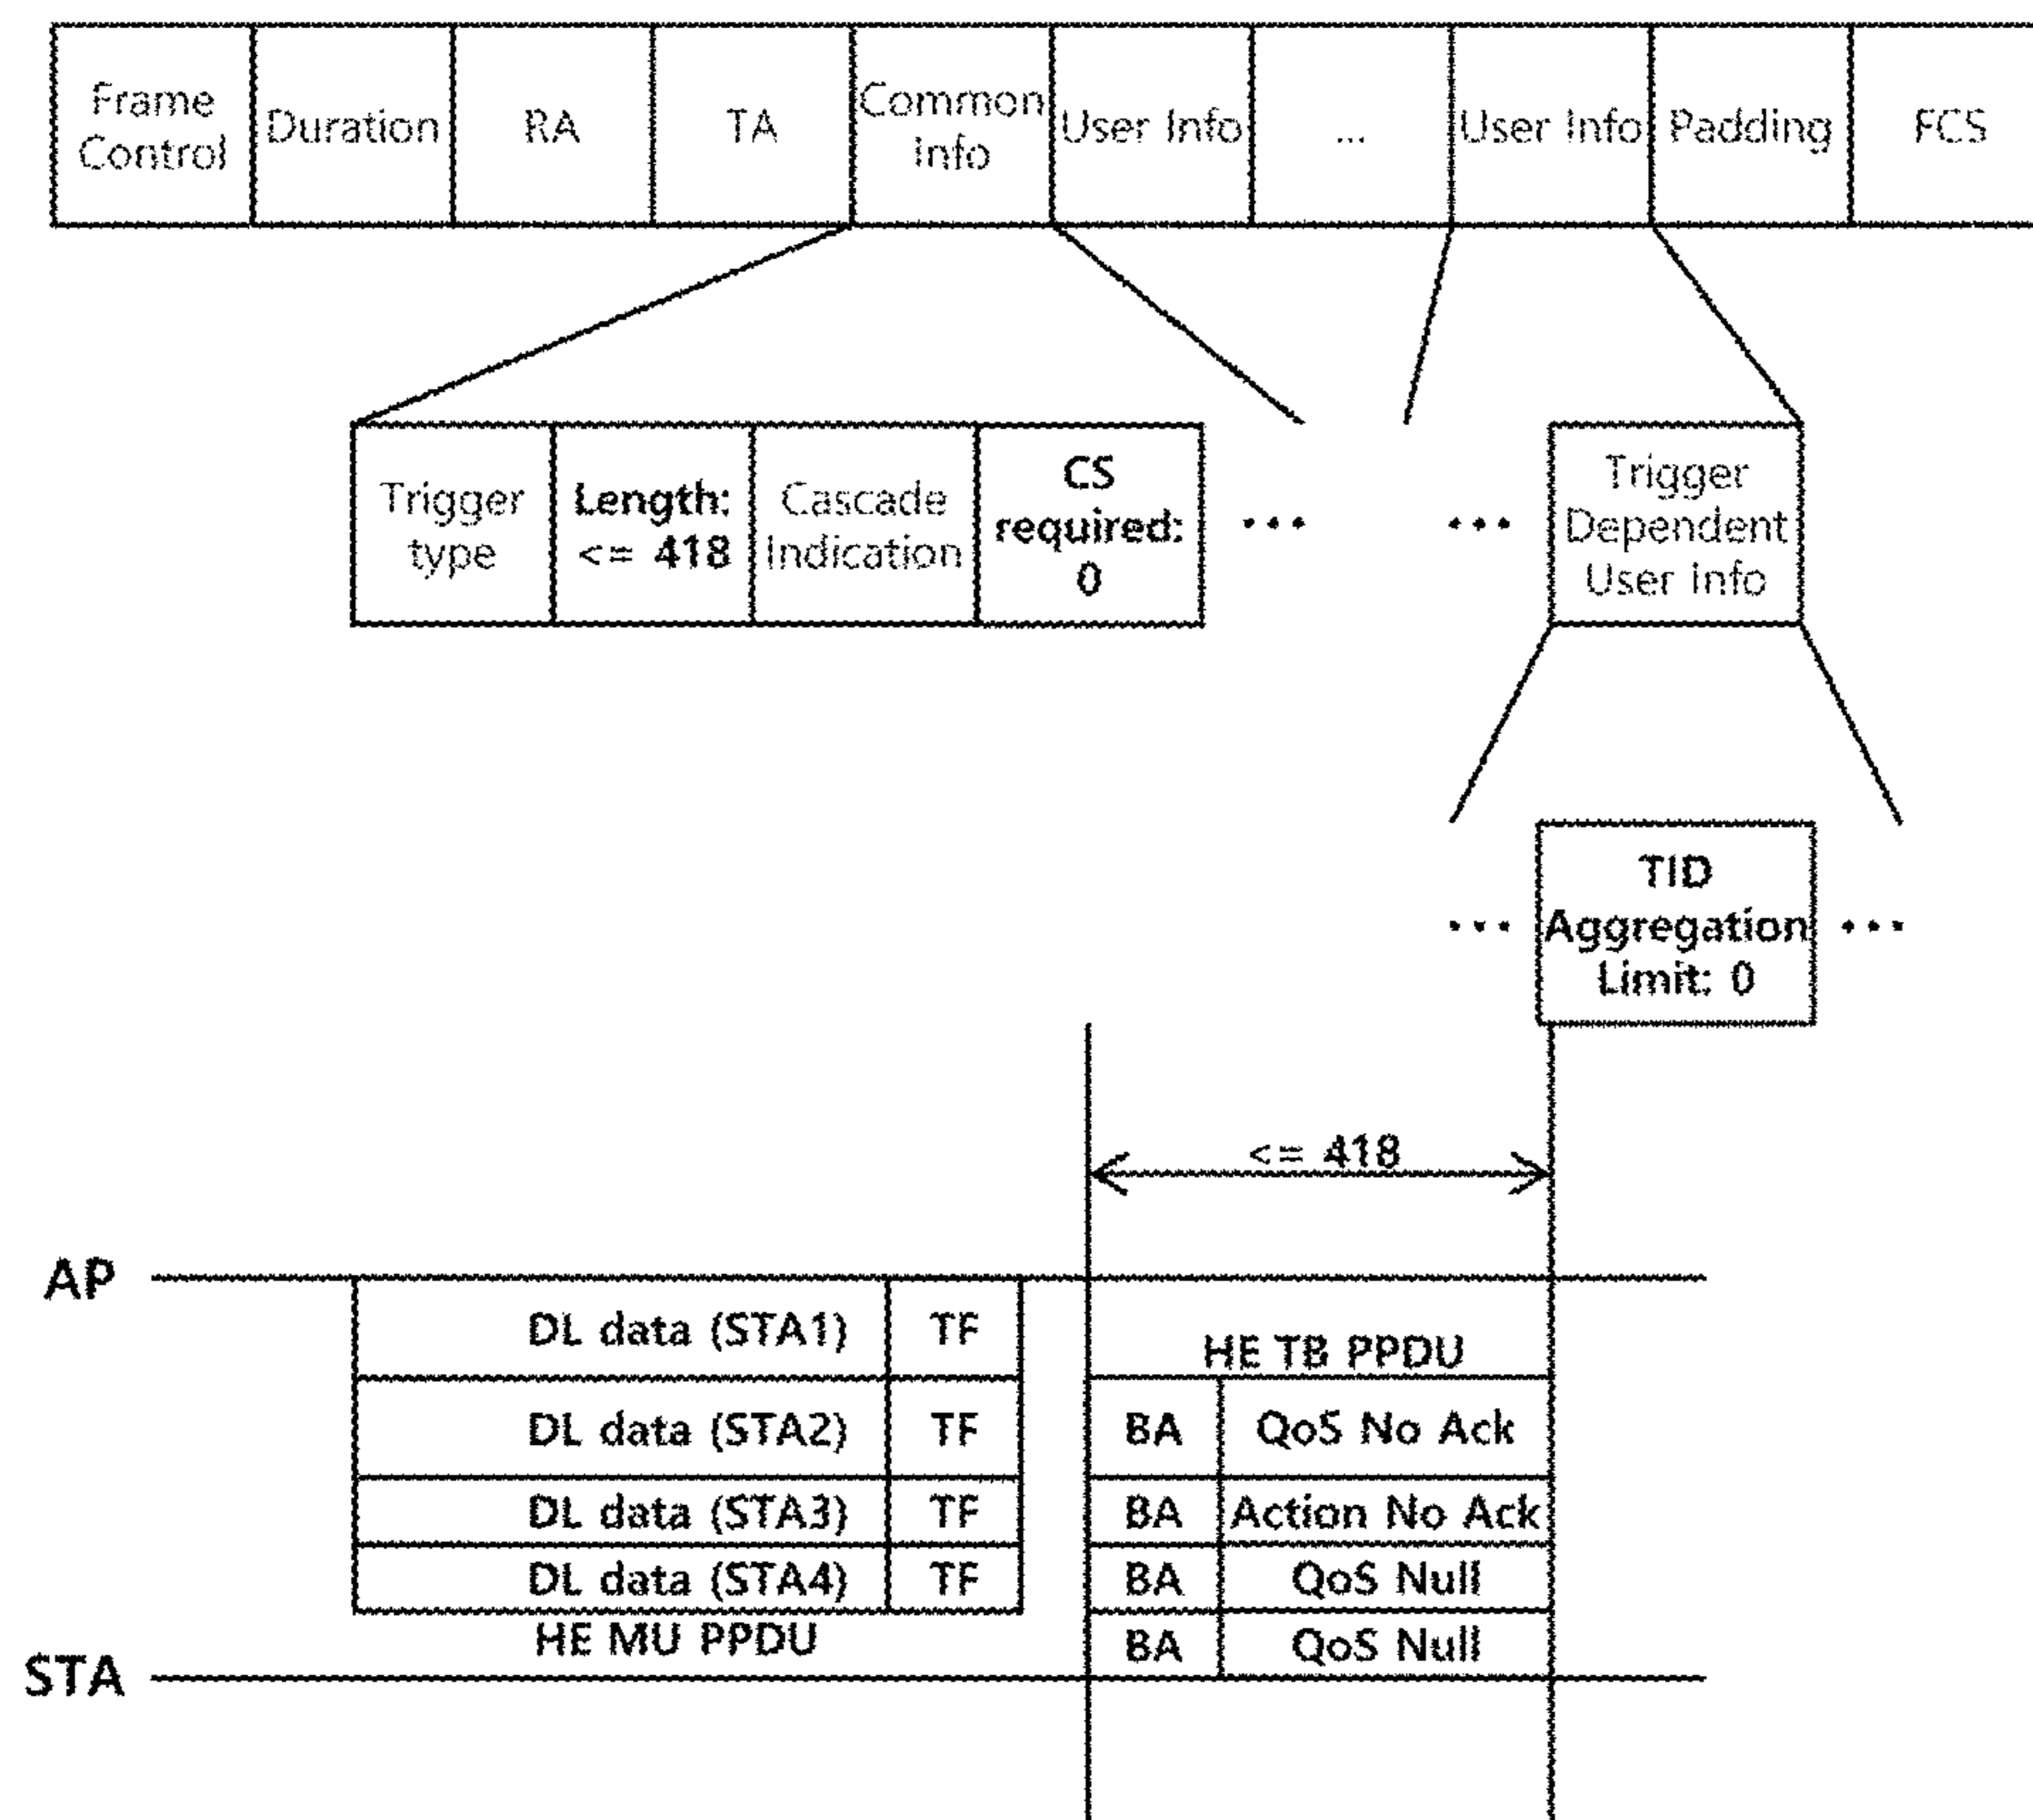 Frame
Control
Duration
RA
TA
Common
Info
User Info
...
User Info
Padding
FCS
Trigger
type
Length:
<= 418
Cascade
Indication
CS
required:
0
...
...
Trigger
Dependent
User Info
...
TID
Aggregation
Limit: 0
...
<= 418
AP
DL data (STA1)
TF
HE TB PPDU
DL data (STA2)
TF
BA
QoS No Ack
DL data (STA3)
TF
BA
Action No Ack
DL data (STA4)
TF
BA
QoS Null
HE MU PPDU
BA
QoS Null
STA